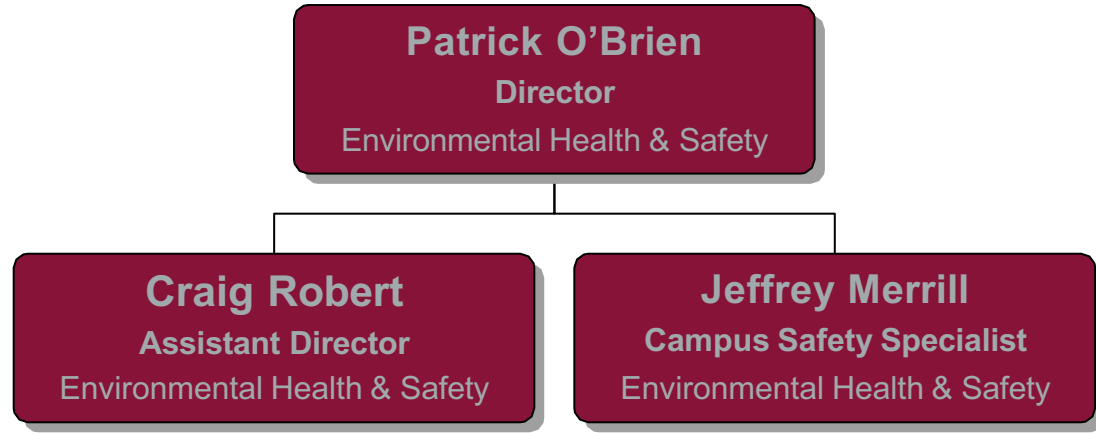 Patrick O’Brien
Director
Environmental Health & Safety
Craig Robert
Assistant Director
Environmental Health & Safety
Jeffrey Merrill
Campus Safety Specialist
Environmental Health & Safety